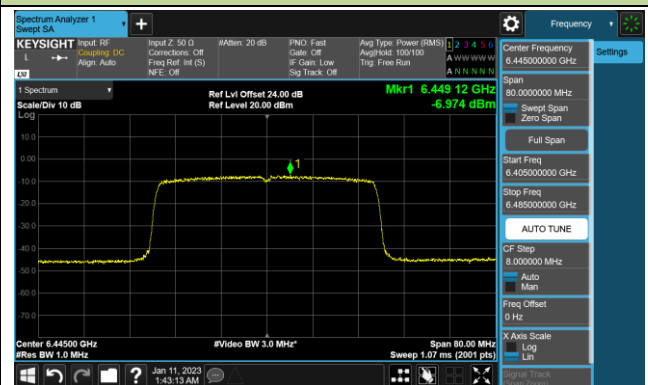 Spectrum Analyzer 1
Swept SA
Frequency
KEYSIGHT
L
LXI
Input: RF
Coupling: DC
Align: Auto
Input Z: 50 Ω
Corrections: Off
Freq Ref: Int (S)
NFE: Off
#Atten: 20 dB
PNO: Fast
Gate: Off
IF Gain: Low
Sig Track: Off
Avg Type: Power (RMS)
Avg|Hold: 100/100
Trig: Free Run
1 2 3 4 5 6
A W W W W W
A N N N N N
1 Spectrum
Scale/Div 10 dB
Log
Ref Lvl Offset 24.00 dB
Ref Level 20.00 dBm
Mkr1 6.449 12 GHz
-6.974 dBm
10.0
0.00
-10.0
-20.0
-30.0
-40.0
-50.0
-60.0
-70.0
1
Center 6.44500 GHz
#Res BW 1.0 MHz
#Video BW 3.0 MHz*
Span 80.00 MHz
Sweep 1.07 ms (2001 pts)
Jan 11, 2023
1:43:13 AM
Center Frequency
6.445000000 GHz
Settings
Span
80.0000000 MHz
Swept Span
Zero Span
Full Span
Start Freq
6.405000000 GHz
Stop Freq
6.485000000 GHz
AUTO TUNE
CF Step
8.000000 MHz
Auto
Man
Freq Offset
0 Hz
X Axis Scale
Log
Lin
Signal Track
(Span Zoom)